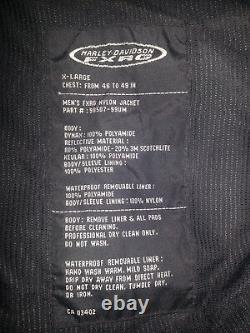 HARLEY-DAVIDSON
FXRG
X-LARGE
CHEST: FROM 46 TO 49 IN
MEN'S FXRG NYLON JACKET
PART #: 98507-99VM
BODY:
DYNAX: 100% POLYAMIDE
REFLECTIVE MATERIAL:
80% POLYAMIDE-20% 3M SCOTCHLITE
KEVLAR: 100% POLYAMIDE
BODY/SLEEVE LINING:
100% POLYESTER
WATERPROOF REMOVABLE LINER:
100% POLYAMIDE
BODY/SLEEVE LINING: 100% NYLON
BODY: REMOVE LINER & ALL PADS
BEFORE CLEANING.
PROFESSIONAL DRY CLEAN ONLY.
DO NOT WASH.
WATERPROOF REMOVABLE LINER:
HAND WASH WARM. MILD SOAP.
DRIP DRY AWAY FROM DIRECT HEAT.
DO NOT DRY CLEAN, TUMBLE DRY,
OR IRON.
CA 03402